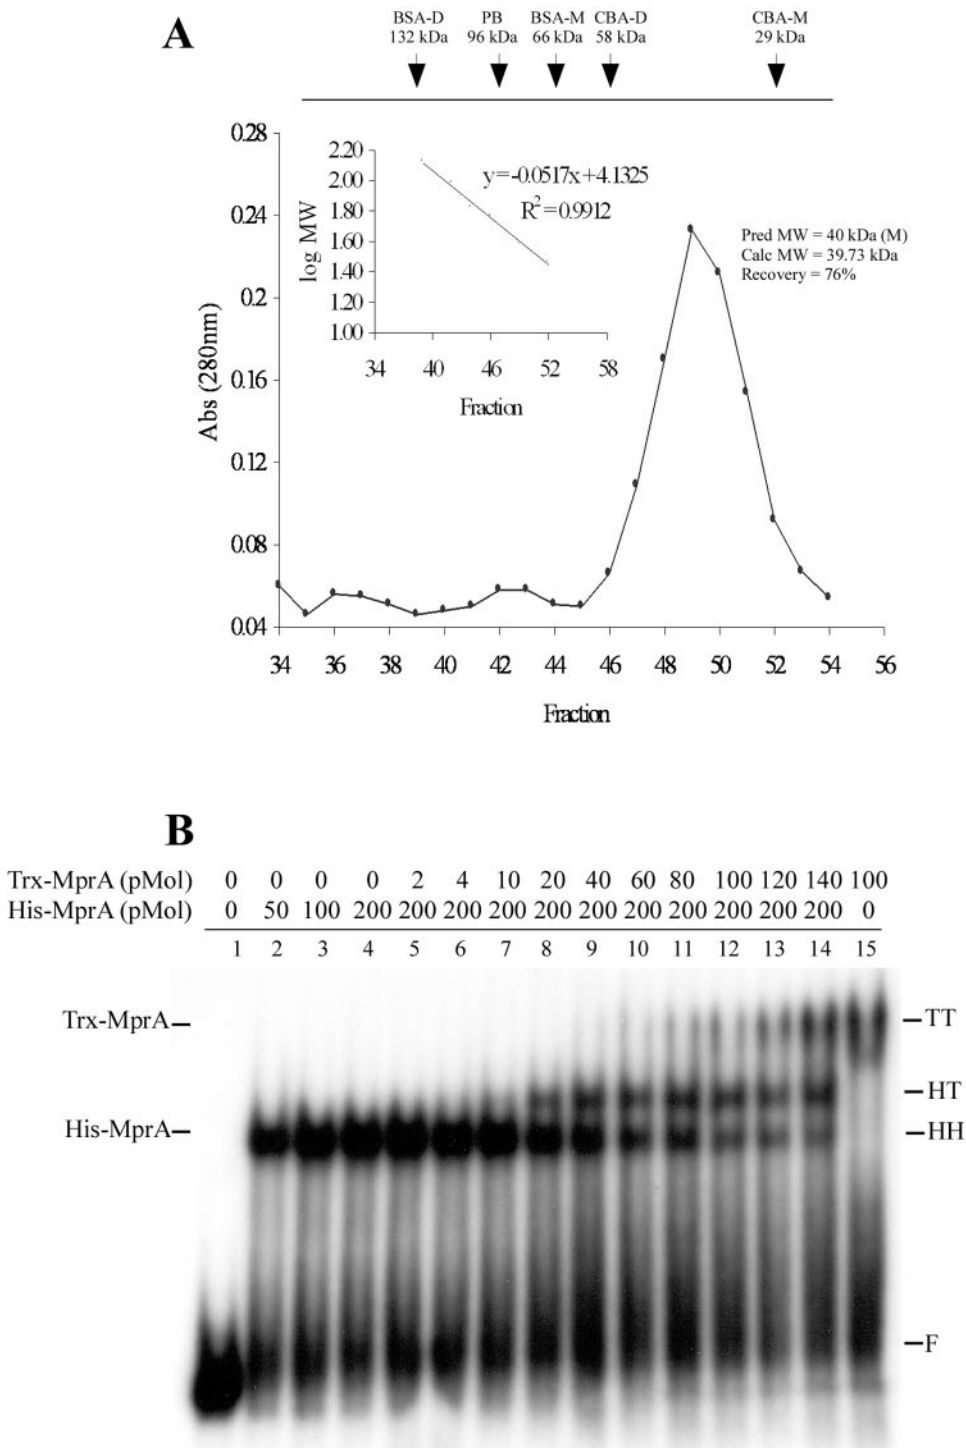 A
BSA-D PB BSA-M CBA-D CBA-M
132 kDa 96 kDa 66 kDa 58 kDa 29 kDa
0.28
0.24
0.2
0.16
0.12
0.08
0.04
Abs (280nm)
2.20
2.00
1.80
1.60
1.40
1.20
1.00
log MW
y=-0.0517x+4.1325
R²=0.9912
34 40 46 52 58
Fraction
Pred MW = 40 kDa (M)
Calc MW = 39.73 kDa
Recovery = 76%
34 36 38 40 42 44 46 48 50 52 54 56
Fraction
B
Trx-MprA (pMol) 0 0 0 0 2 4 10 20 40 60 80 100 120 140 100
His-MprA (pMol) 0 50 100 200 200 200 200 200 200 200 200 200 200 200 0
1 2 3 4 5 6 7 8 9 10 11 12 13 14 15
Trx-MprA
TT
HT
His-MprA
HH
F